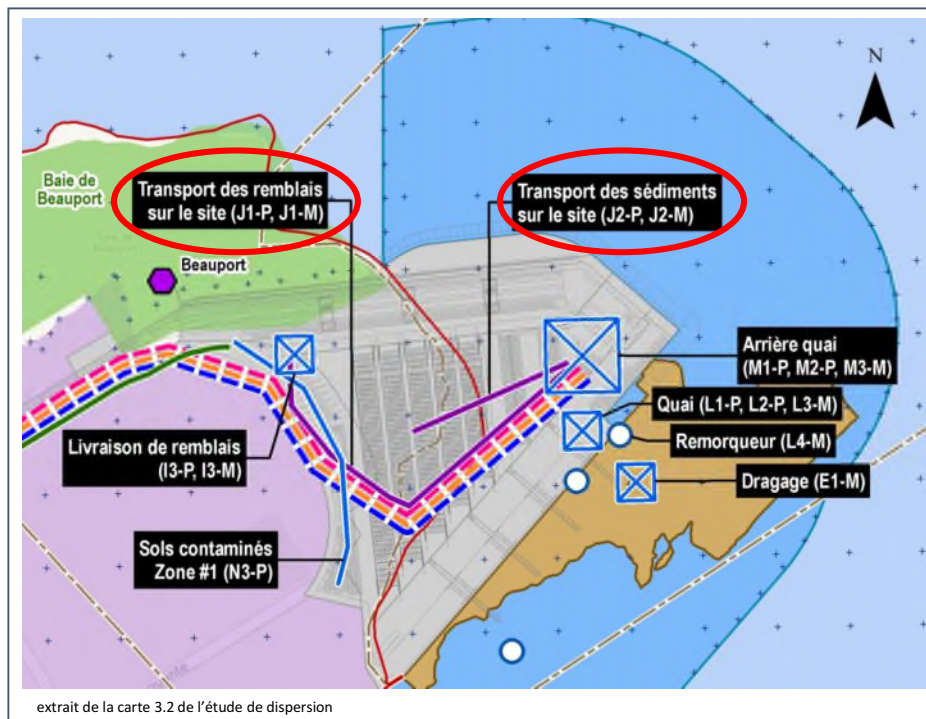 N
Baie de
Beauport
Transport des remblais
sur le site (J1-P, J1-M)
Transport des sédiments
sur le site (J2-P, J2-M)
Beauport
Arrière quai
(M1-P, M2-P, M3-M)
Quai (L1-P, L2-P, L3-M)
Remorqueur (L4-M)
Livraison de remblais
(I3-P, I3-M)
Dragage (E1-M)
Sols contaminés
Zone #1 (N3-P)
extrait de la carte 3.2 de l'étude de dispersion